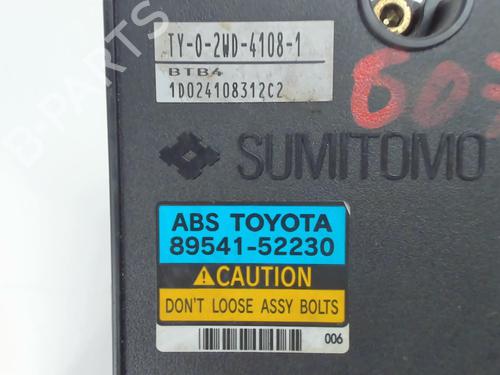 TY-0-2WD-4108-1
BTB4
1D024108312C2
SUMITOMO
ABS TOYOTA
89541-52230
CAUTION
DON'T LOOSE ASSY BOLTS
006
B-PARTS